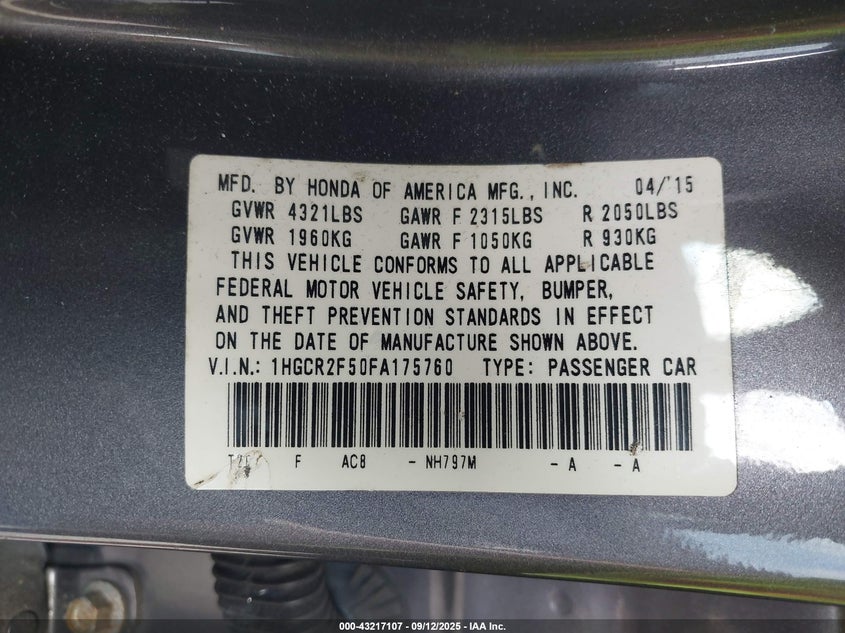 MFD. BY HONDA OF AMERICA MFG., INC. 04/'15
GVWR 4321LBS GAWR F 2315LBS R 2050LBS
GVWR 1960KG GAWR F 1050KG R 930KG
THIS VEHICLE CONFORMS TO ALL APPLICABLE
FEDERAL MOTOR VEHICLE SAFETY, BUMPER,
AND THEFT PREVENTION STANDARDS IN EFFECT
ON THE DATE OF MANUFACTURE SHOWN ABOVE.
V.I.N.: 1HGCR2F50FA175760 TYPE: PASSENGER CAR
F AC8 - NH797M - A - A
000-43217107 - 09/12/2025 - IAA Inc.